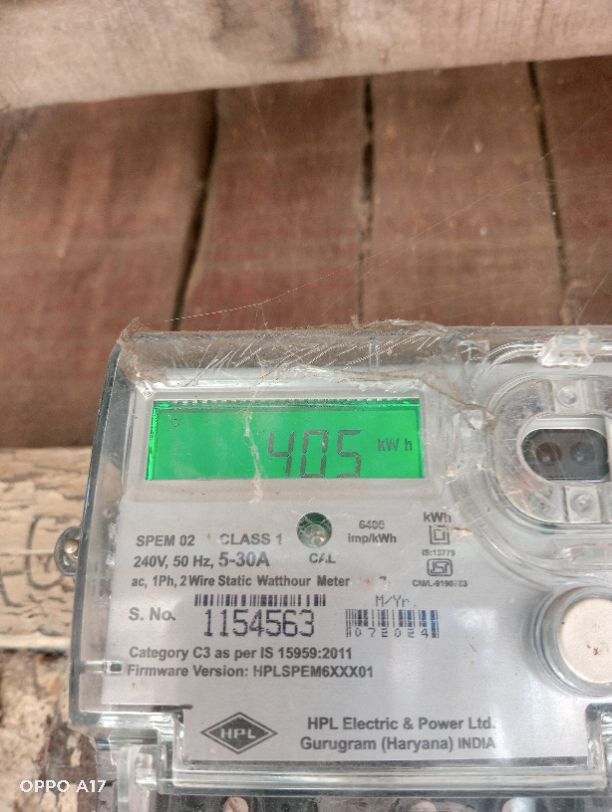 405 kWh
SPEM 02 CLASS 1
240V, 50 Hz, 5-30A
CAL
6400
imp/kWh
kWh
IS:13779
ac, 1Ph, 2 Wire Static Watthour Meter
S. No. 1154563
M/Yr.
072024
Category C3 as per IS 15959:2011
Firmware Version: HPLSPEM6XXX01
HPL
HPL Electric & Power Ltd.
Gurugram (Haryana) INDIA
OPPO A17